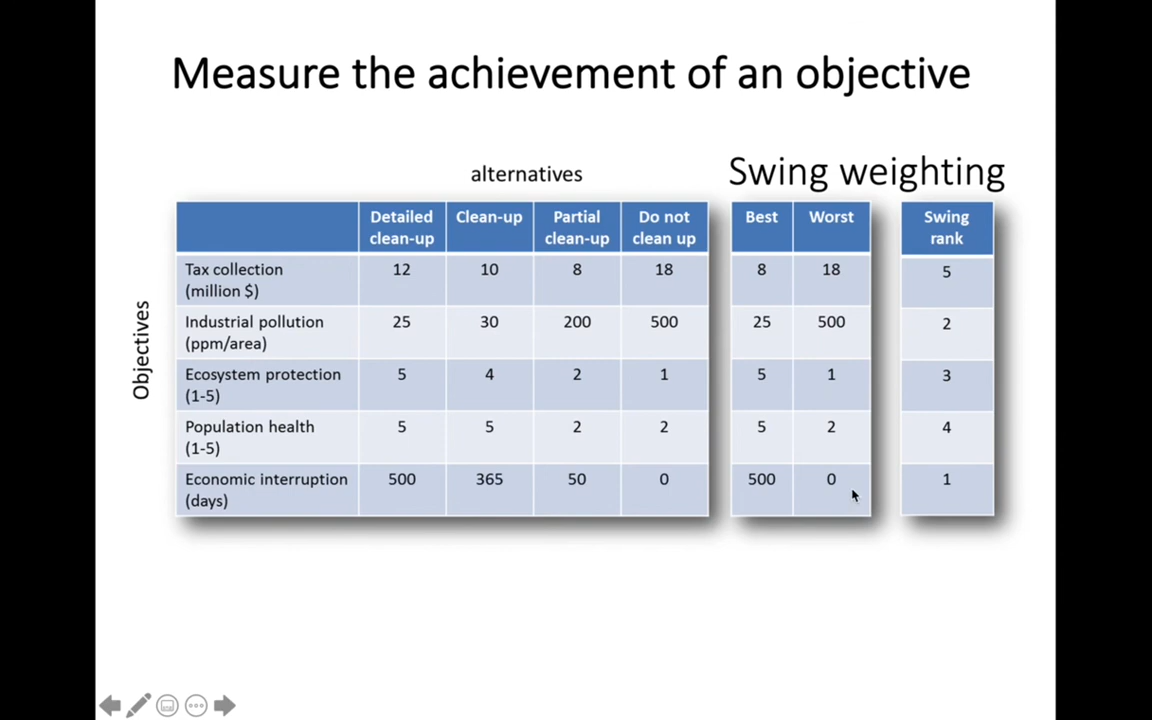 Measure the achievement of an objective
alternatives
Swing weighting
Detailed clean-up Clean-up Partial clean-up Do not clean up Best Worst Swing rank
Tax collection (million $) 12 10 8 18 8 18 5
Industrial pollution (ppm/area) 25 30 200 500 25 500 2
Ecosystem protection (1-5) 5 4 2 1 5 1 3
Population health (1-5) 5 5 2 2 5 2 4
Economic interruption (days) 500 365 50 0 500 0 1
Objectives